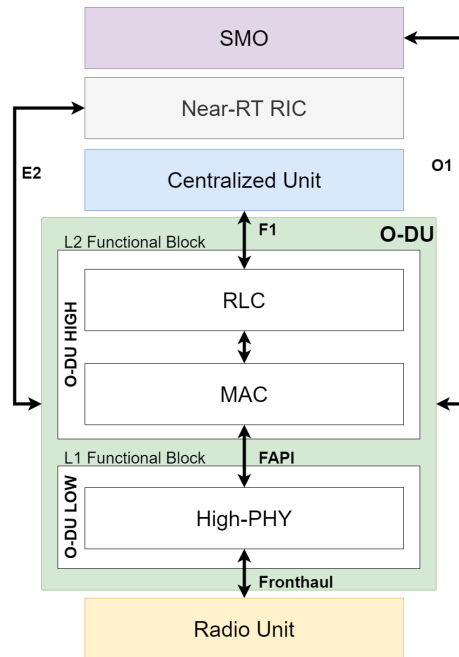 SMO
Near-RT RIC
E2
O1
Centralized Unit
F1
O-DU
L2 Functional Block
O-DU HIGH
RLC
MAC
L1 Functional Block
FAPI
O-DU LOW
High-PHY
Fronthaul
Radio Unit